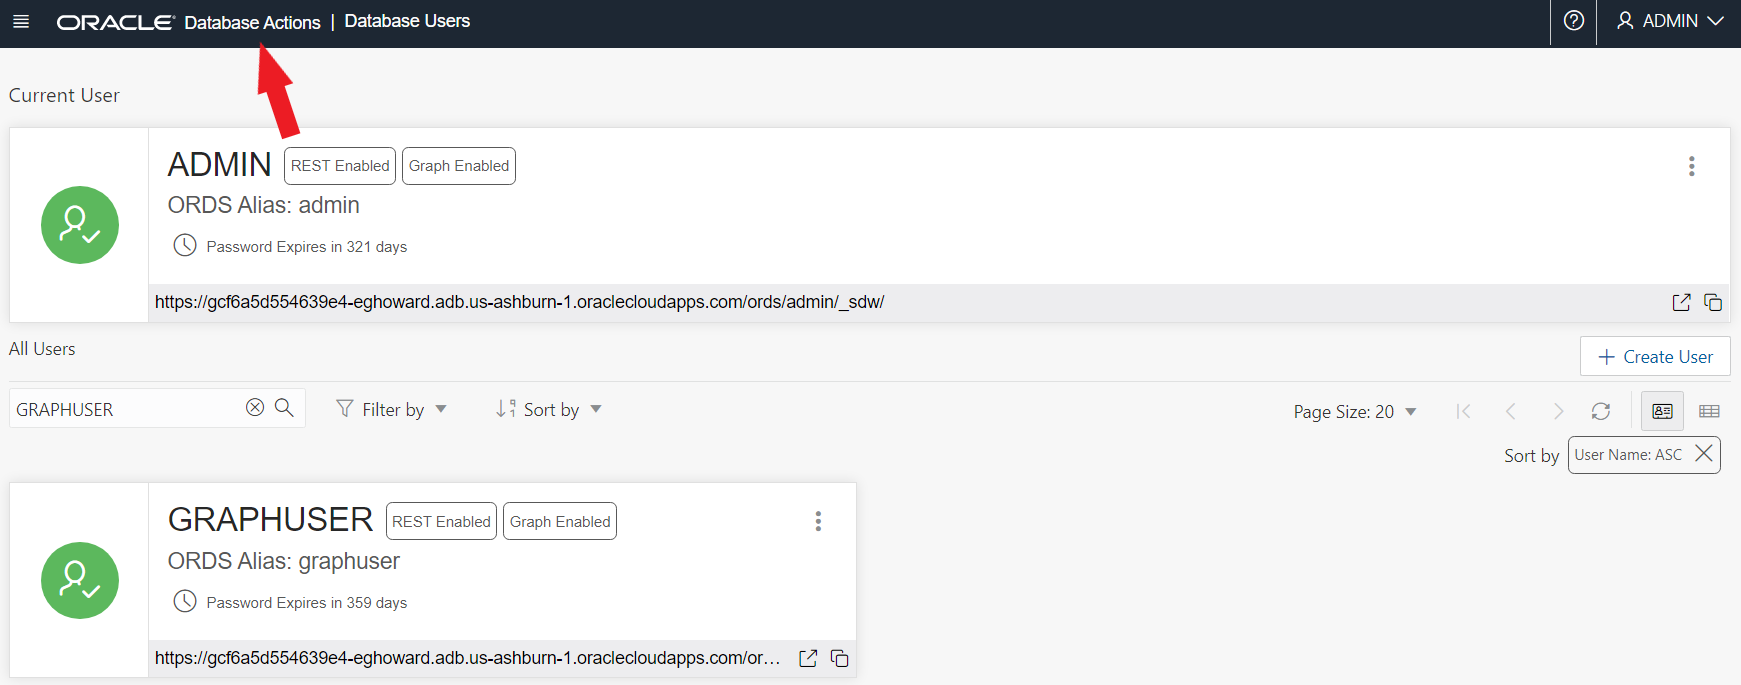 ORACLE Database Actions | Database Users
ADMIN
Current User
ADMIN REST Enabled Graph Enabled
ORDS Alias: admin
Password Expires in 321 days
https://gcf6a5d554639e4-eghoward.adb.us-ashburn-1.oraclecloudapps.com/ords/admin/_sdw/
All Users
+ Create User
GRAPHUSER
Filter by
Sort by
Page Size: 20
Sort by User Name: ASC
GRAPHUSER REST Enabled Graph Enabled
ORDS Alias: graphuser
Password Expires in 359 days
https://gcf6a5d554639e4-eghoward.adb.us-ashburn-1.oraclecloudapps.com/or...